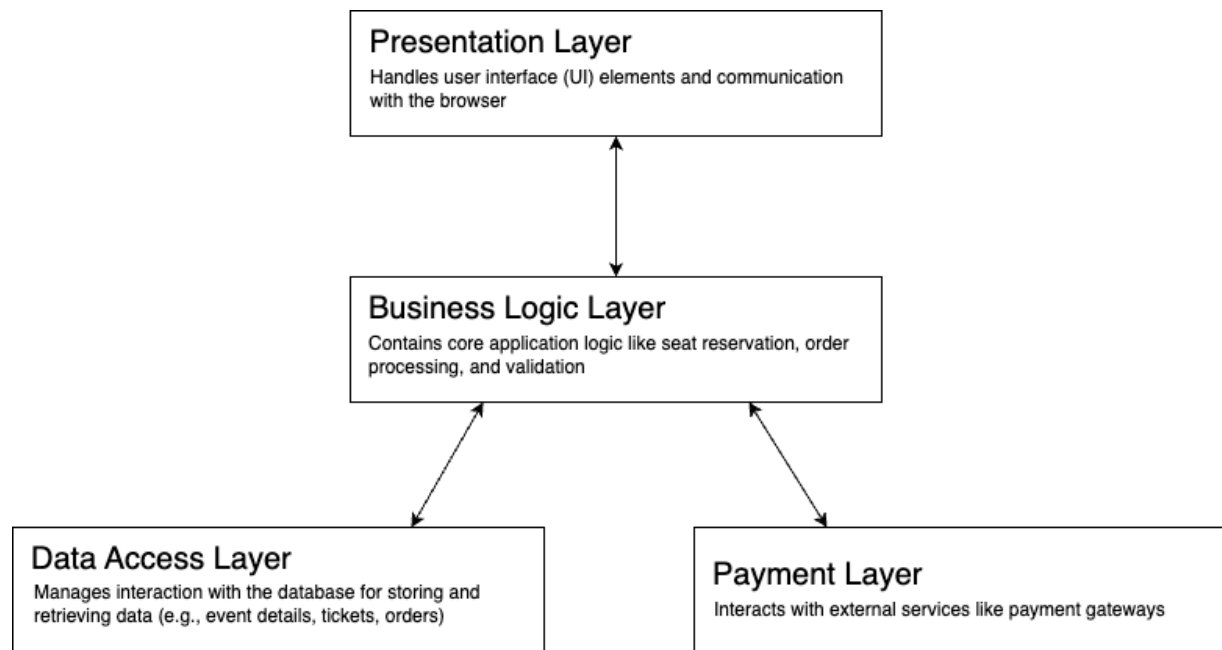 Presentation Layer
Handles user interface (UI) elements and communication
with the browser
Business Logic Layer
Contains core application logic like seat reservation, order
processing, and validation
Data Access Layer
Manages interaction with the database for storing and
retrieving data (e.g., event details, tickets, orders)
Payment Layer
Interacts with external services like payment gateways